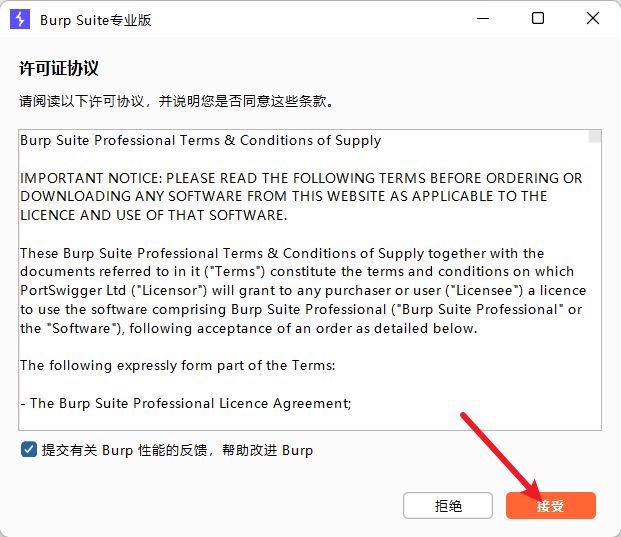 Burp Suite专业版
许可证协议
请阅读以下许可协议，并说明您是否同意这些条款。
Burp Suite Professional Terms & Conditions of Supply
IMPORTANT NOTICE: PLEASE READ THE FOLLOWING TERMS BEFORE ORDERING OR
DOWNLOADING ANY SOFTWARE FROM THIS WEBSITE AS APPLICABLE TO THE
LICENCE AND USE OF THAT SOFTWARE.
These Burp Suite Professional Terms & Conditions of Supply together with the
documents referred to in it ("Terms") constitute the terms and conditions on which
PortSwigger Ltd ("Licensor") will grant to any purchaser or user ("Licensee") a licence
to use the software comprising Burp Suite Professional ("Burp Suite Professional" or
the "Software"), following acceptance of an order as detailed below.
The following expressly form part of the Terms:
- The Burp Suite Professional Licence Agreement;
提交有关 Burp 性能的反馈，帮助改进 Burp
拒绝
接受